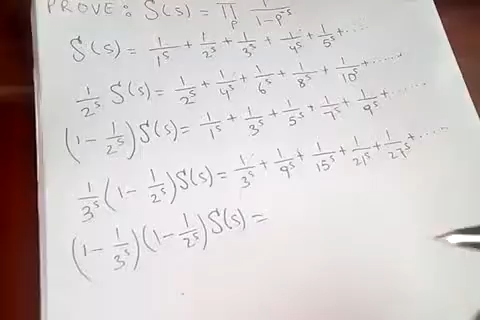 PROVE: S(s) = ∏_p 1/(1-p^s)
S(s) = 1/1^s + 1/2^s + 1/3^s + 1/4^s + 1/5^s + .....
1/2^s S(s) = 1/2^s + 1/4^s + 1/6^s + 1/8^s + 1/10^s + .....
(1 - 1/2^s) S(s) = 1/1^s + 1/3^s + 1/5^s + 1/7^s + 1/9^s + ......
1/3^s (1 - 1/2^s) S(s) = 1/3^s + 1/9^s + 1/15^s + 1/21^s + 1/27^s + ......
(1 - 1/3^s) (1 - 1/2^s) S(s) =